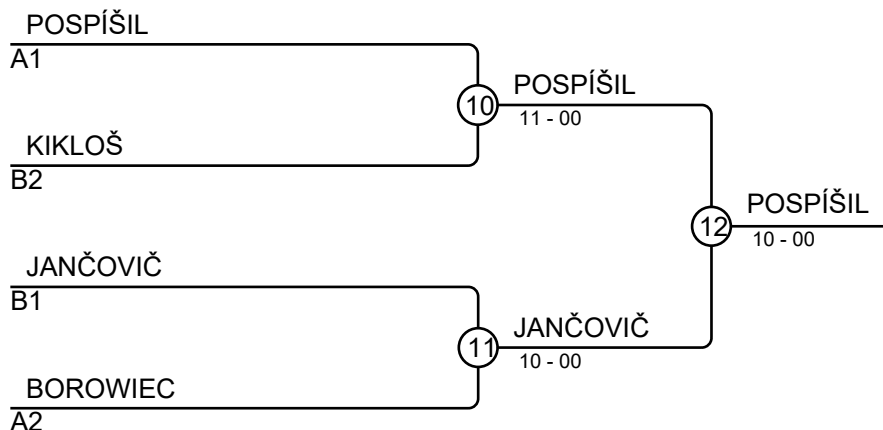 POSPÍŠIL
A1
10
POSPÍŠIL
11 - 00
KIKLOŠ
B2
12
POSPÍŠIL
10 - 00
JANČOVIČ
B1
11
JANČOVIČ
10 - 00
BOROWIEC
A2